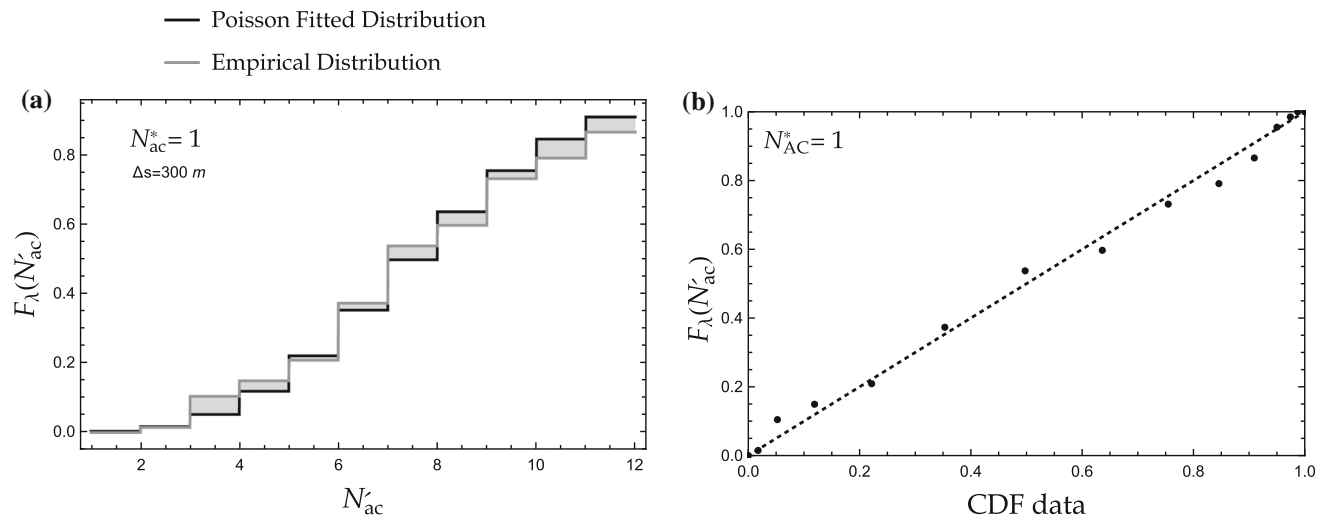 Poisson Fitted Distribution
Empirical Distribution
(a)
N*ac = 1
Δs=300 m
Fλ(N′ac)
0.8
0.6
0.4
0.2
0.0
2 4 6 8 10 12
N′ac
(b)
N*AC = 1
Fλ(N′ac)
1.0
0.8
0.6
0.4
0.2
0.0
0.0 0.2 0.4 0.6 0.8 1.0
CDF data